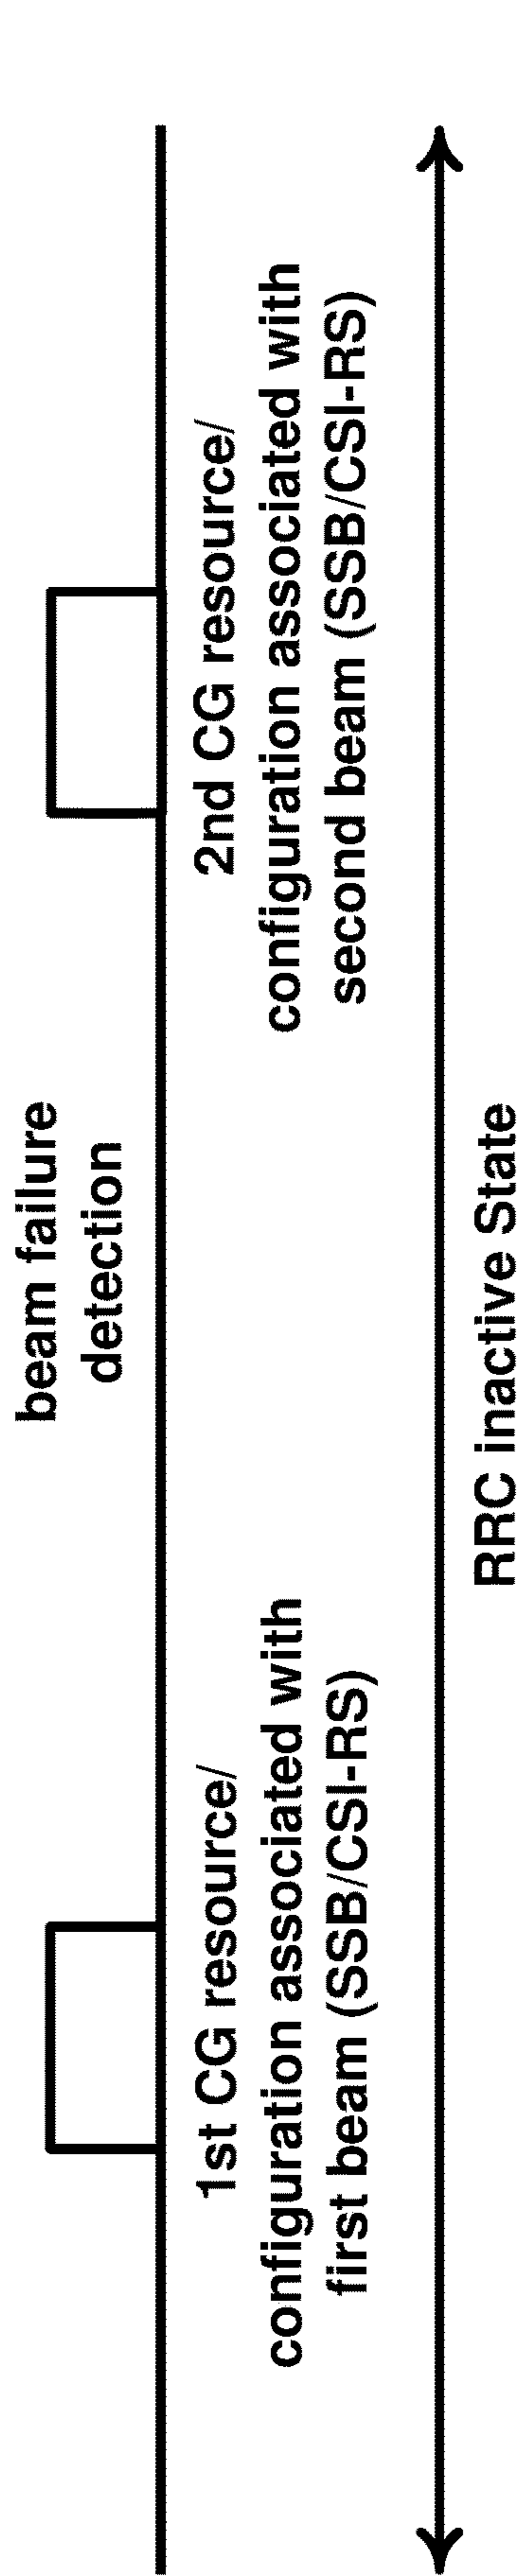 beam failure
detection
1st CG resource/
configuration associated with
first beam (SSB/CSI-RS)
2nd CG resource/
configuration associated with
second beam (SSB/CSI-RS)
RRC inactive State